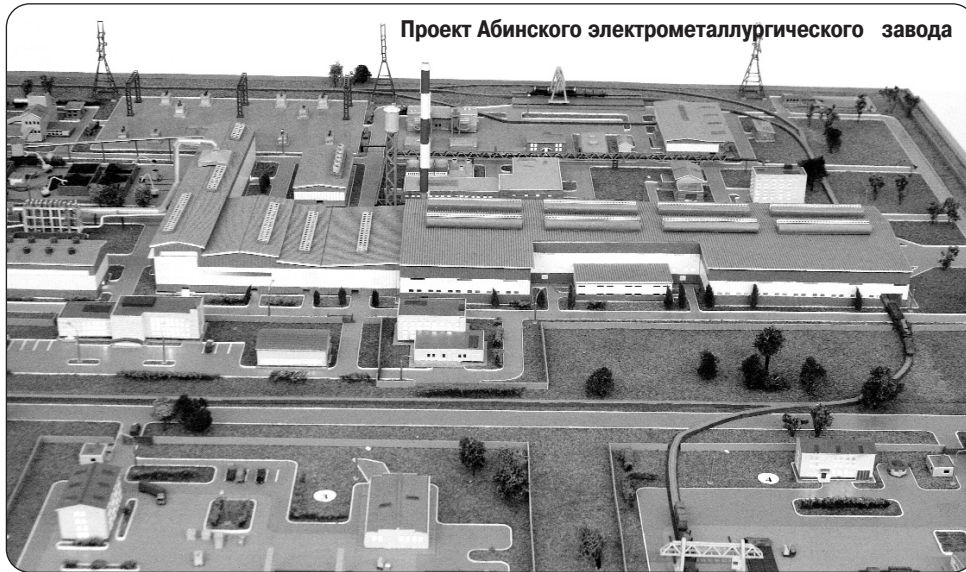 Проект Абинского электрометаллургического завода